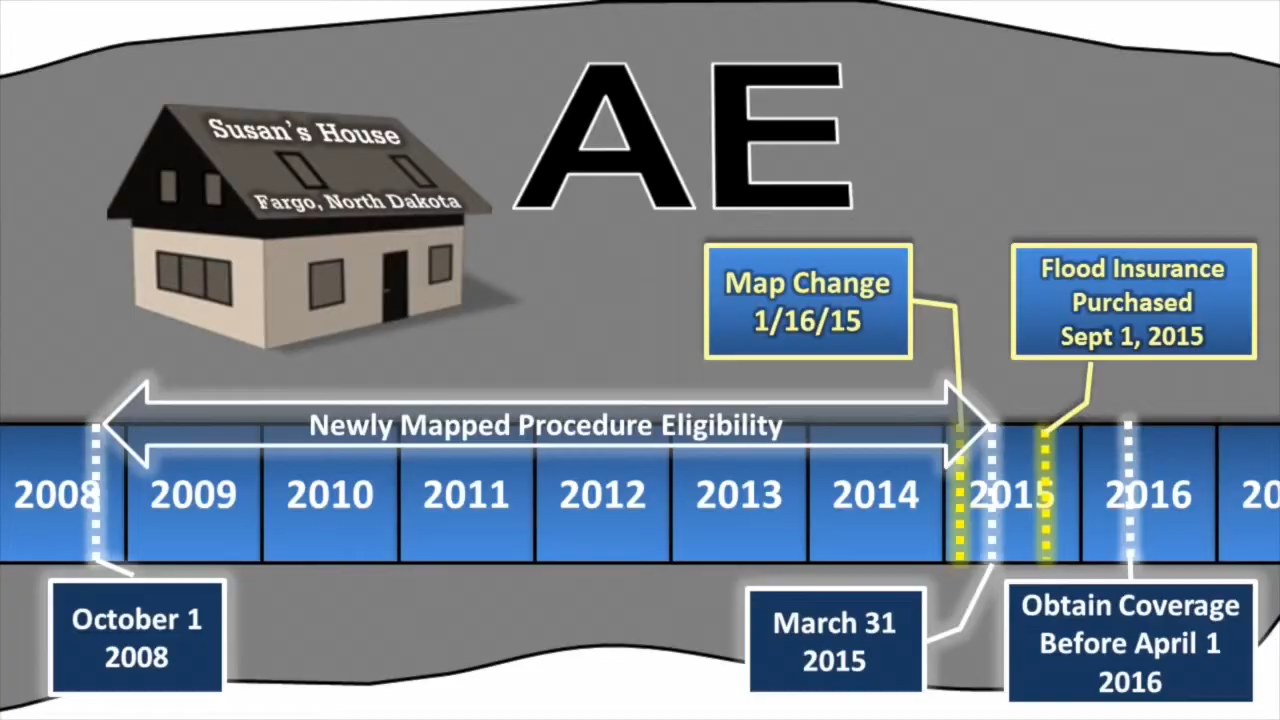 Susan's House
Fargo, North Dakota
AE
Map Change
1/16/15
Flood Insurance
Purchased
Sept 1, 2015
Newly Mapped Procedure Eligibility
2008 2009 2010 2011 2012 2013 2014 2015 2016 20
October 1
2008
March 31
2015
Obtain Coverage
Before April 1
2016